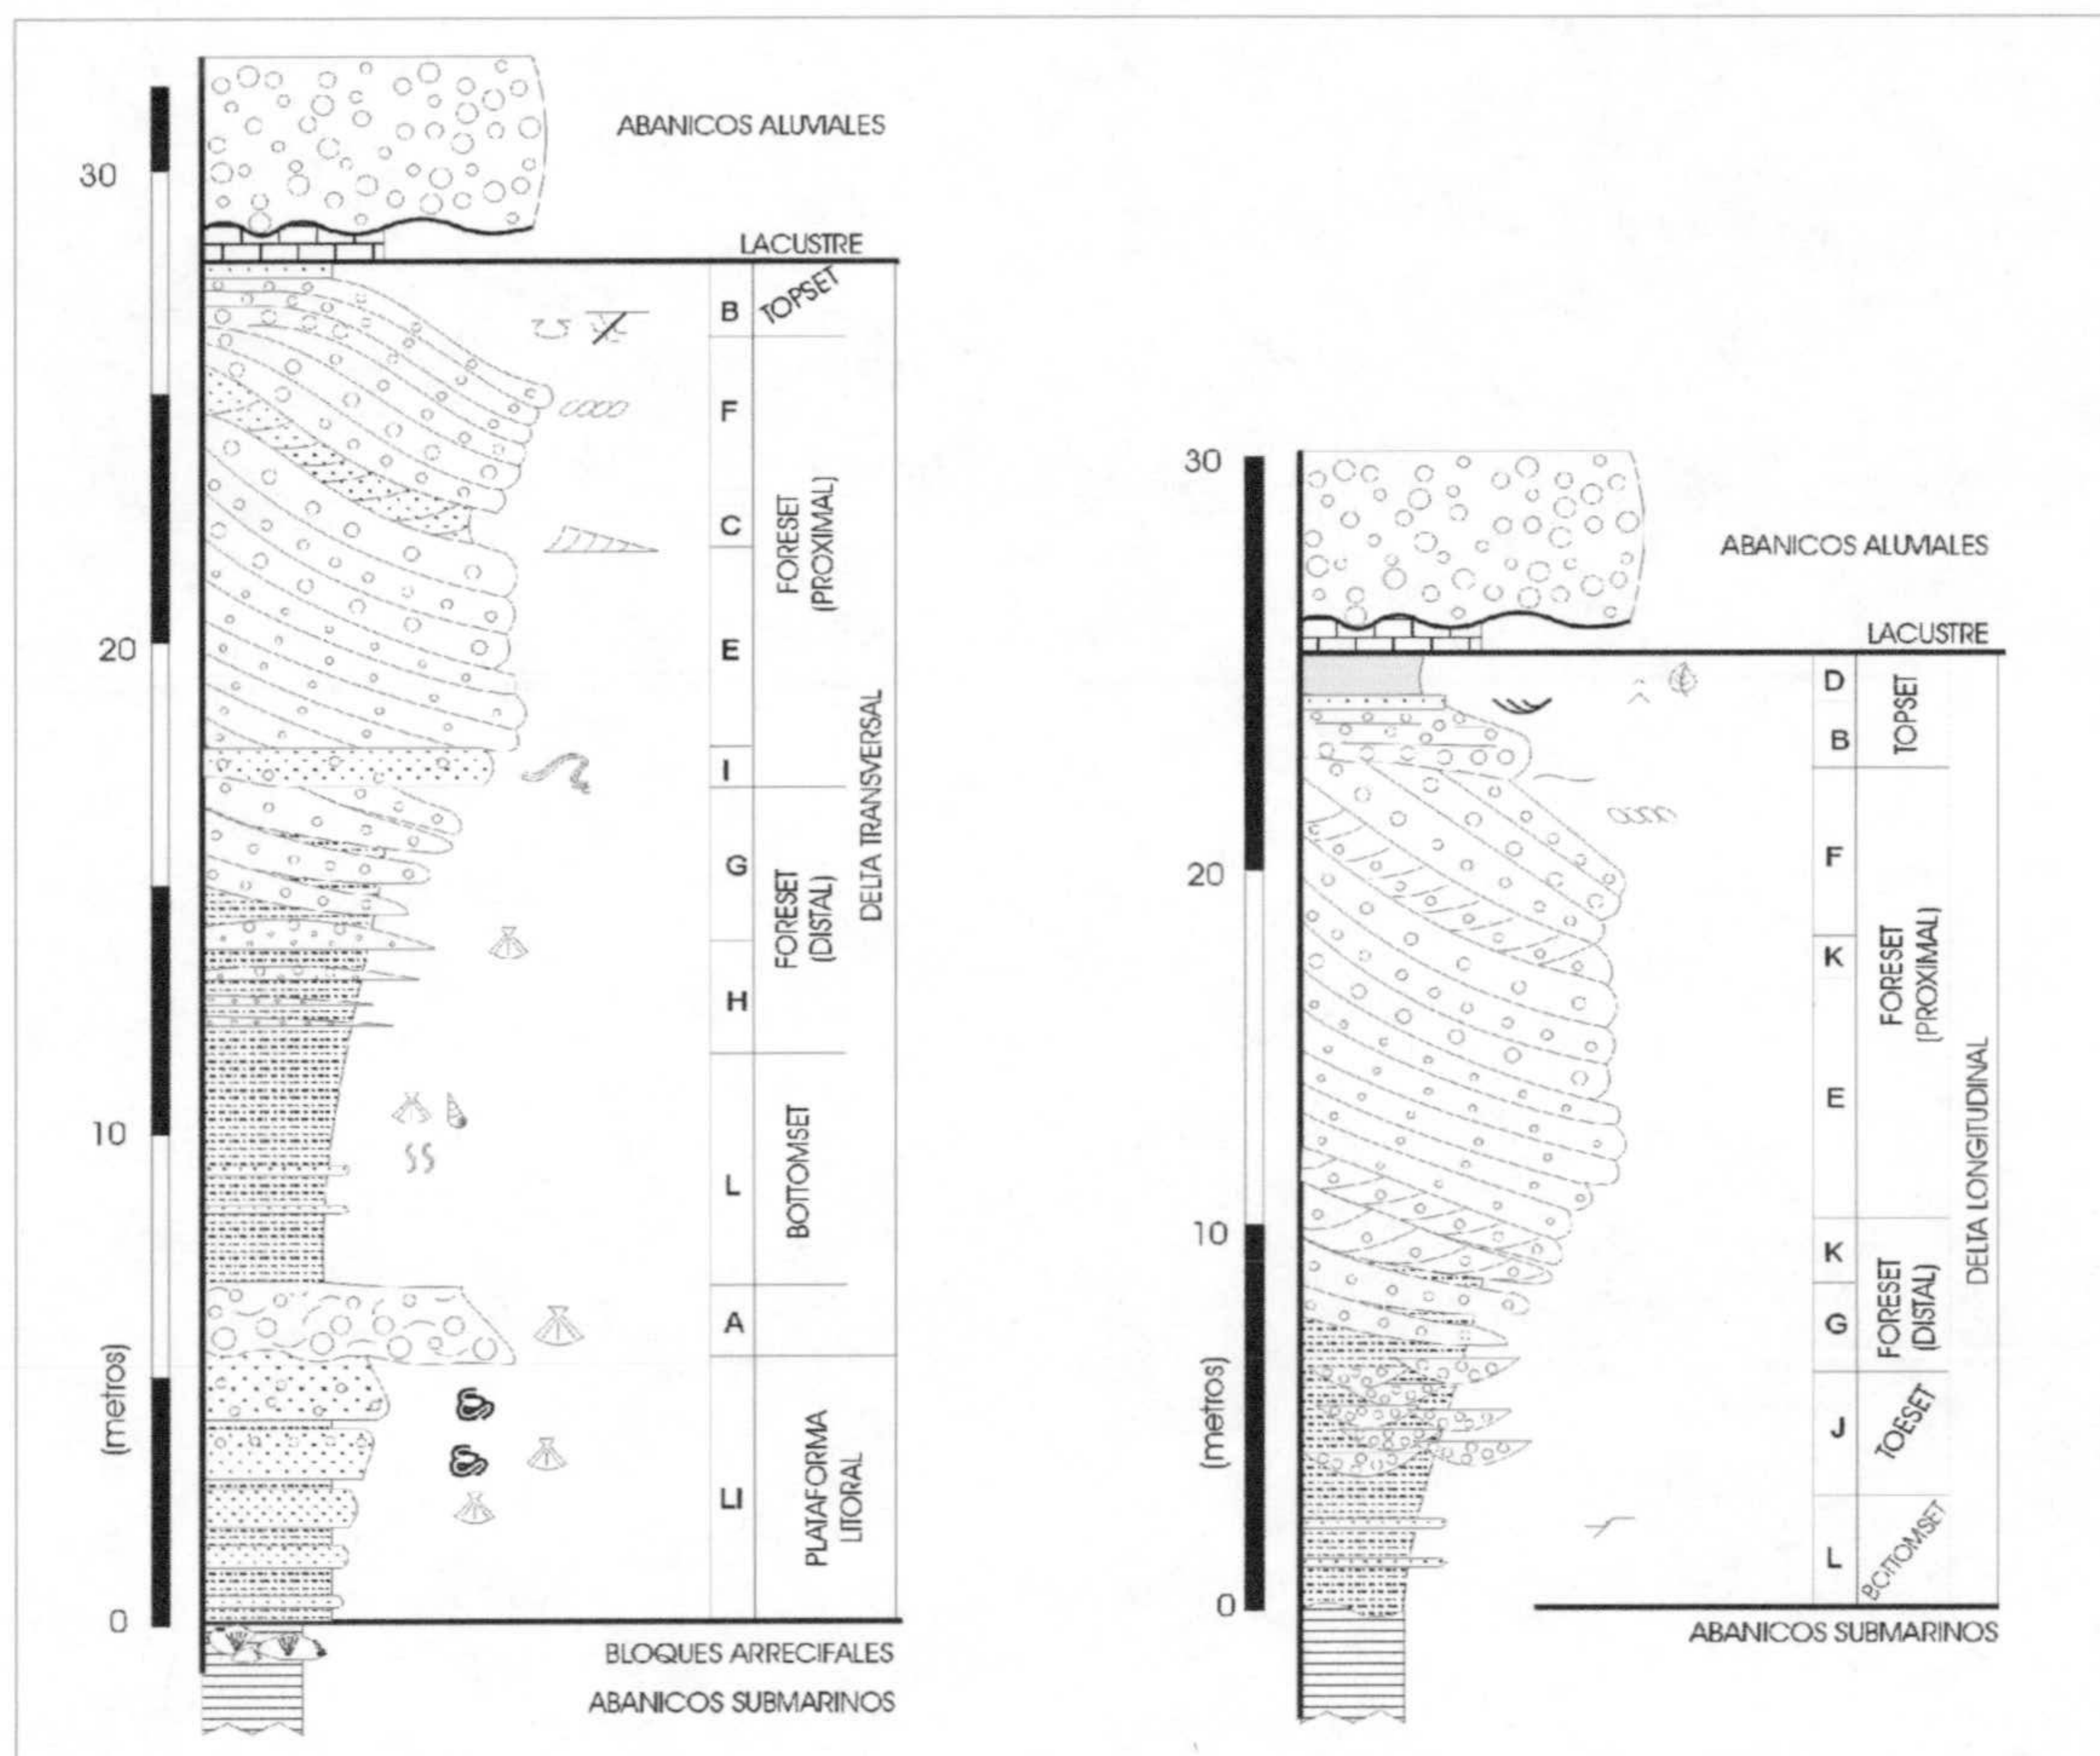 ABANICOS ALUVIALES
30
LACUSTRE
B
TOPSET
F
C
FORESET
(PROXIMAL)
20
E
I
DELTA TRANSVERSAL
G
FORESET
(DISTAL)
H
10
L
BOTTOMSET
A
(metros)
LI
PLATAFORMA
LITORAL
0
BLOQUES ARRECIFALES
ABANICOS SUBMARINOS
30
ABANICOS ALUVIALES
LACUSTRE
D
B
TOPSET
F
20
K
FORESET
(PROXIMAL)
E
DELTA LONGITUDINAL
10
K
G
FORESET
(DISTAL)
(metros)
J
TOESET
L
BOTTOMSET
0
ABANICOS SUBMARINOS